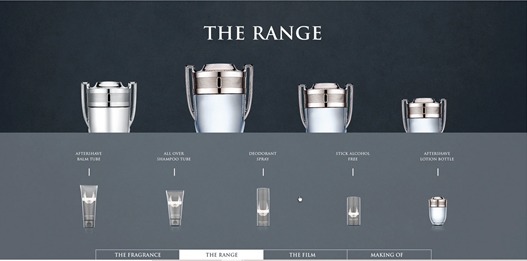 THE RANGE
AFTERSHAVE
BALM TUBE
ALL OVER
SHAMPOO TUBE
DEODORANT
SPRAY
STICK ALCOHOL
FREE
AFTERSHAVE
LOTION BOTTLE
THE FRAGRANCE
THE RANGE
THE FILM
MAKING OF